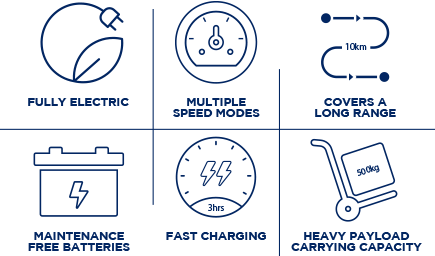 10km
FULLY ELECTRIC
MULTIPLE
SPEED MODES
COVERS A
LONG RANGE
3hrs
500kg
MAINTENANCE
FREE BATTERIES
FAST CHARGING
HEAVY PAYLOAD
CARRYING CAPACITY